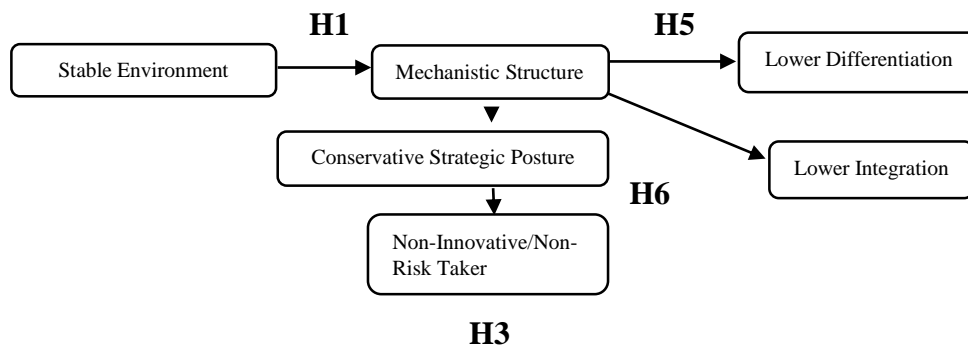 H1
H5
Stable Environment
Mechanistic Structure
Lower Differentiation
Conservative Strategic Posture
Lower Integration
H6
Non-Innovative/Non-
Risk Taker
H3